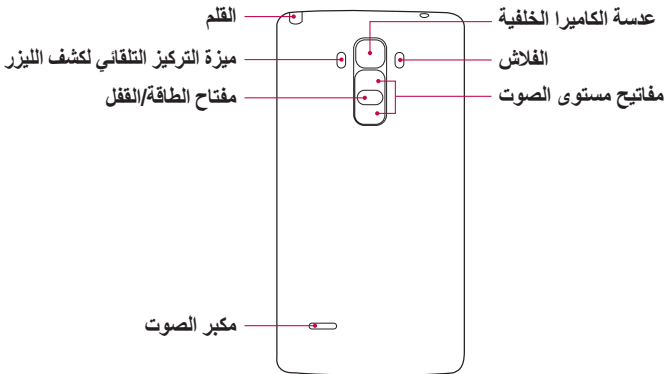 القلم
عدسة الكاميرا الخلفية
ميزة التركيز التلقائي لكشف الليزر
الفلاش
مفتاح الطاقة/القفل
مفاتيح مستوى الصوت
مكبر الصوت